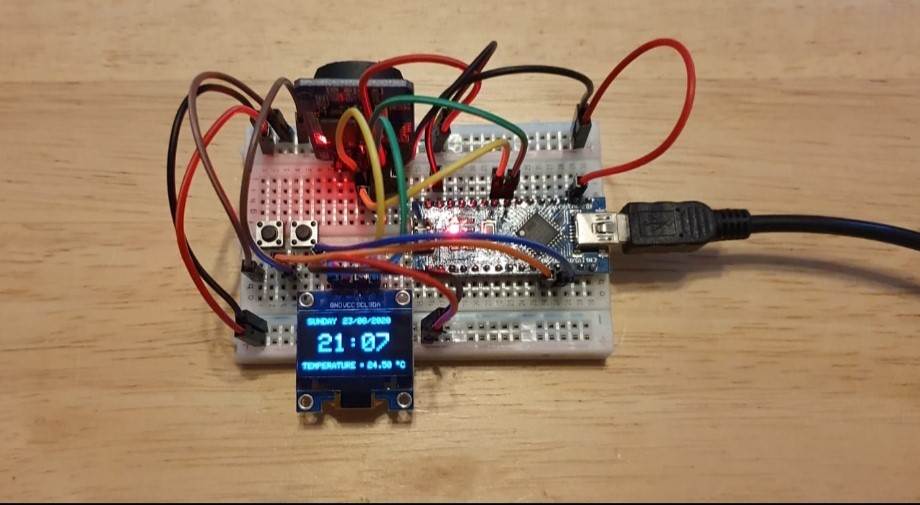 GND VCC SCL SDA
SUNDAY 23/08/2020
21:07
TEMPERATURE = 24.50 °C